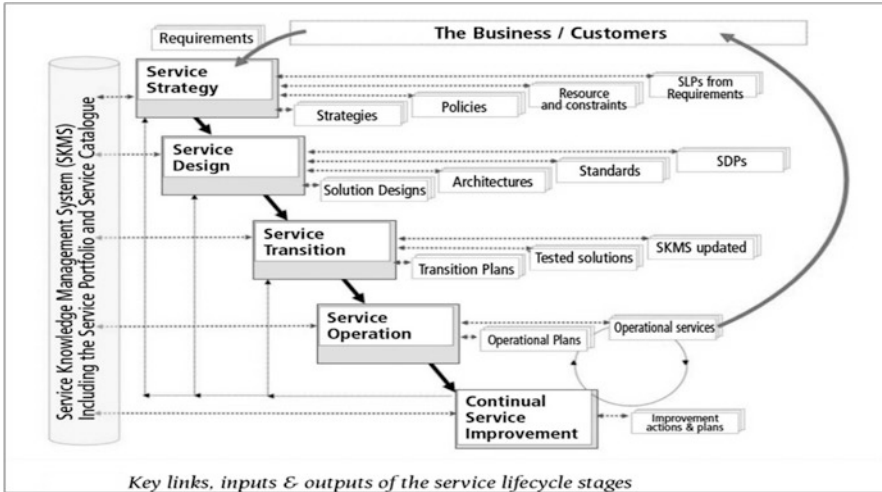 Requirements
The Business / Customers
Service Knowledge Management System (SKMS)
Including the Service Portfolio and Service Catalogue
Service
Strategy
Strategies
Policies
Resource
and constraints
SLPs from
Requirements
Service
Design
Solution Designs
Architectures
Standards
SDPs
Service
Transition
Transition Plans
Tested solutions
SKMS updated
Service
Operation
Operational Plans
Operational services
Continual
Service
Improvement
Improvement
actions & plans
Key links, inputs & outputs of the service lifecycle stages